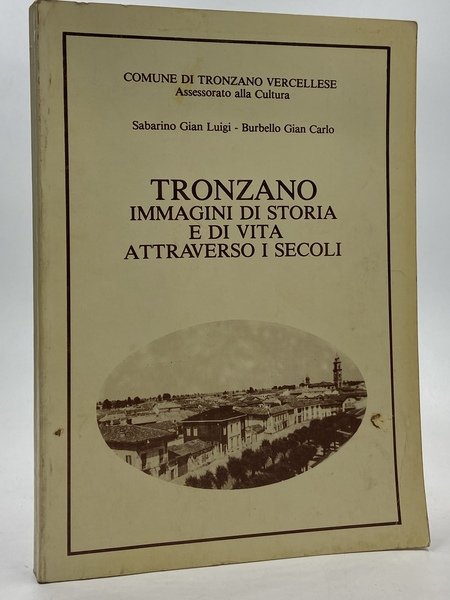 COMUNE DI TRONZANO VERCELLESE
Assessorato alla Cultura
Sabarino Gian Luigi - Burbello Gian Carlo
TRONZANO
IMMAGINI DI STORIA
E DI VITA
ATTRAVERSO I SECOLI